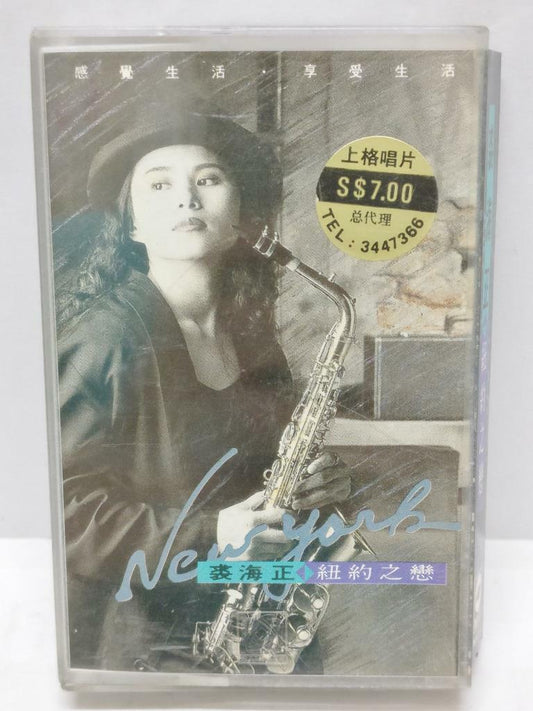 感覺生活·享受生活
上格唱片
S$7.00
总代理
TEL: 3447366
New york
裘海正 紐約之戀